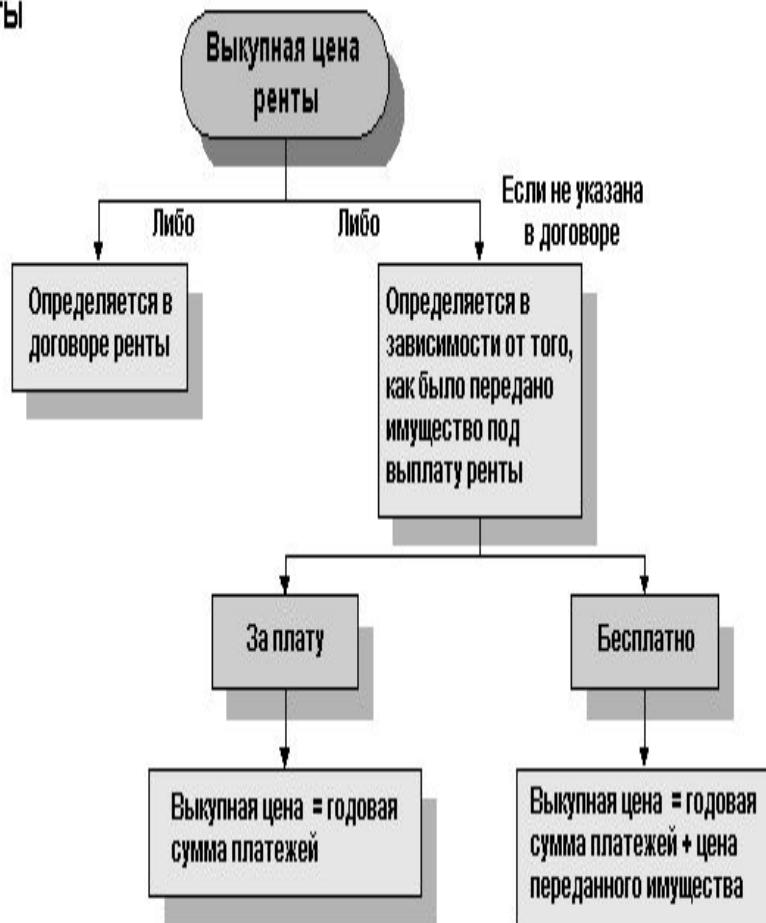 Выкупная цена
ренты
Либо
Либо
Если не указана
в договоре
Определяется в
договоре ренты
Определяется в
зависимости от того,
как было передано
имущество под
выплату ренты
За плату
Бесплатно
Выкупная цена = годовая
сумма платежей
Выкупная цена = годовая
сумма платежей + цена
переданного имущества